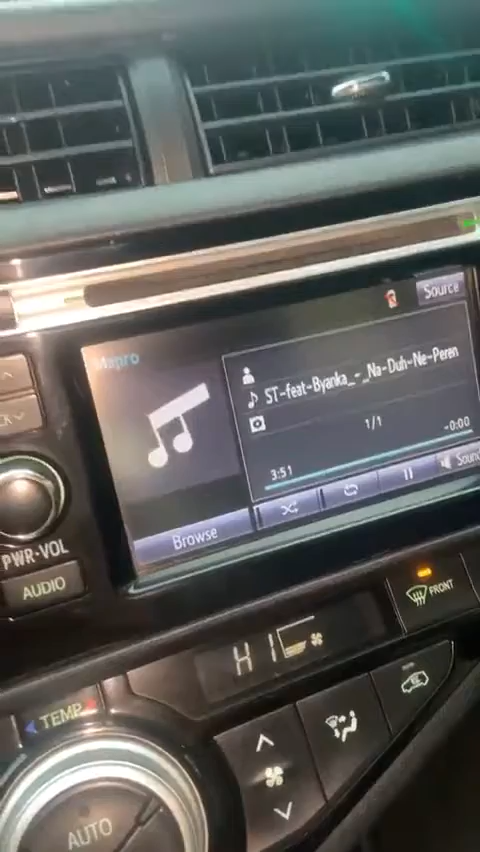 Source
ST-feat-Byanka_-_Na-Duh-Ne-Peren
1/1
3:51
-0:00
Browse
Sound
PWR-VOL
AUDIO
FRONT
HI
TEMP
AUTO